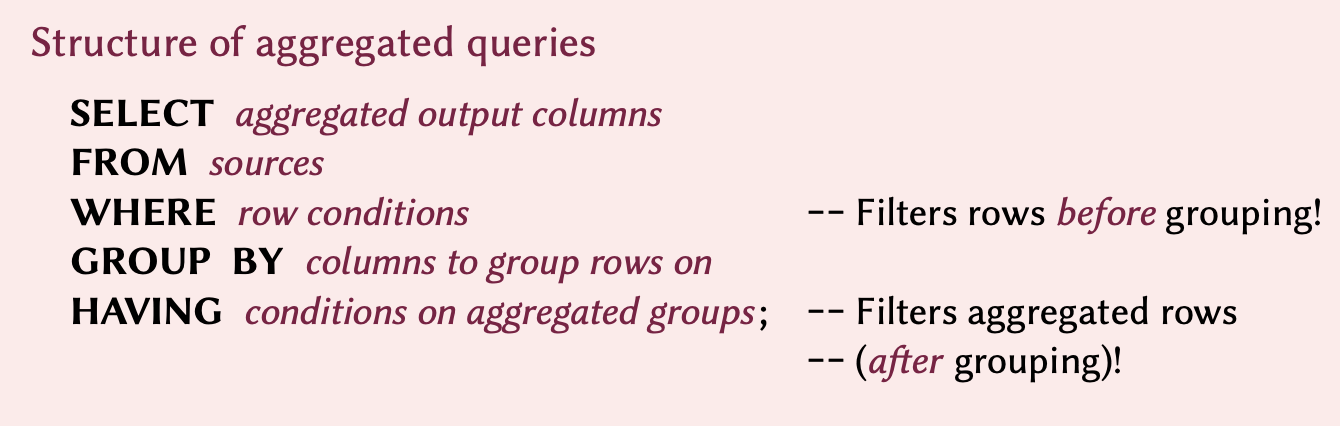 Structure of aggregated queries
SELECT aggregated output columns
FROM sources
WHERE row conditions -- Filters rows before grouping!
GROUP BY columns to group rows on
HAVING conditions on aggregated groups; -- Filters aggregated rows
-- (after grouping)!